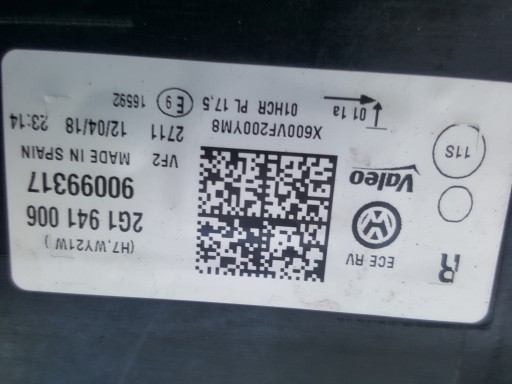 R
ECE RV
(H7,WY21W)
2G1 941 006
90099317
Valeo
VF2
MADE IN SPAIN
2711
12/04/18
23:14
11S
X600VF200YM8
01 1a
01HCR PL 17,5
E9
16592